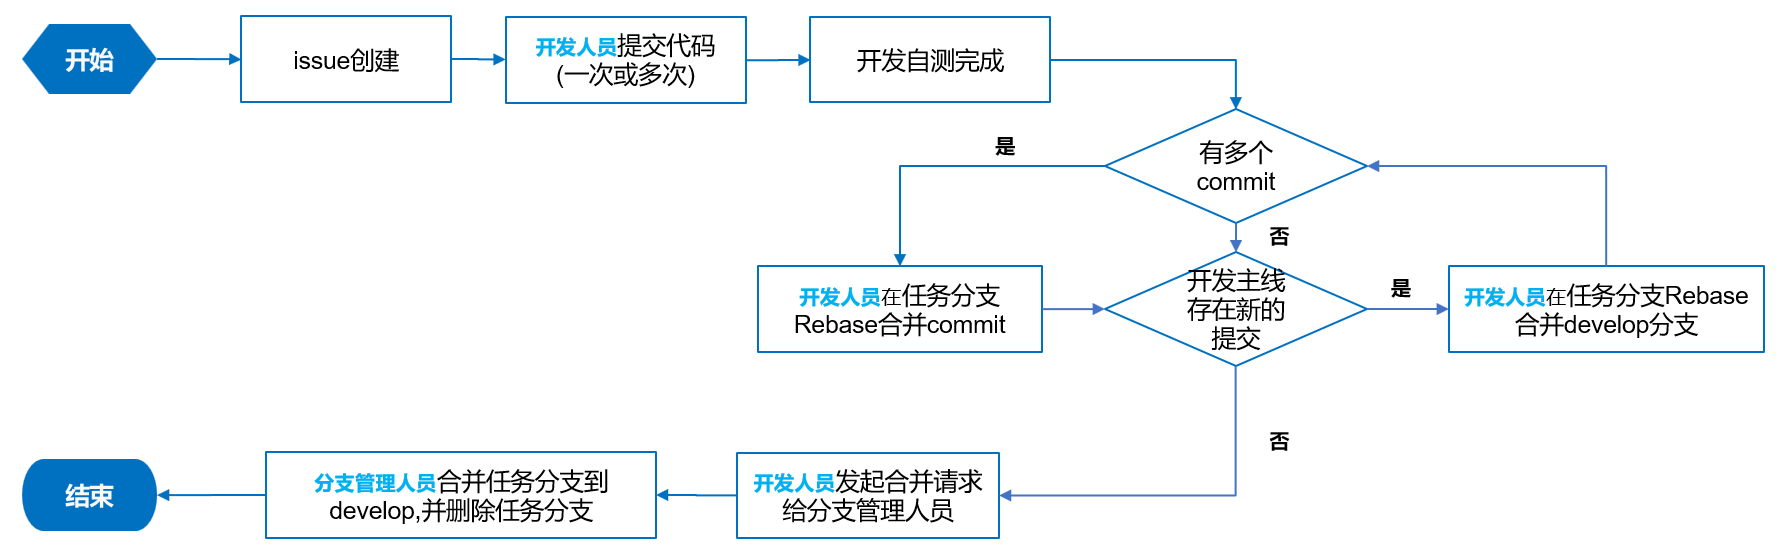 开始
issue创建
开发人员提交代码
(一次或多次)
开发自测完成
有多个
commit
是
否
开发人员在任务分支
Rebase合并commit
开发主线
存在新的
提交
是
开发人员在任务分支Rebase
合并develop分支
否
开发人员发起合并请求
给分支管理人员
分支管理人员合并任务分支到
develop,并删除任务分支
结束